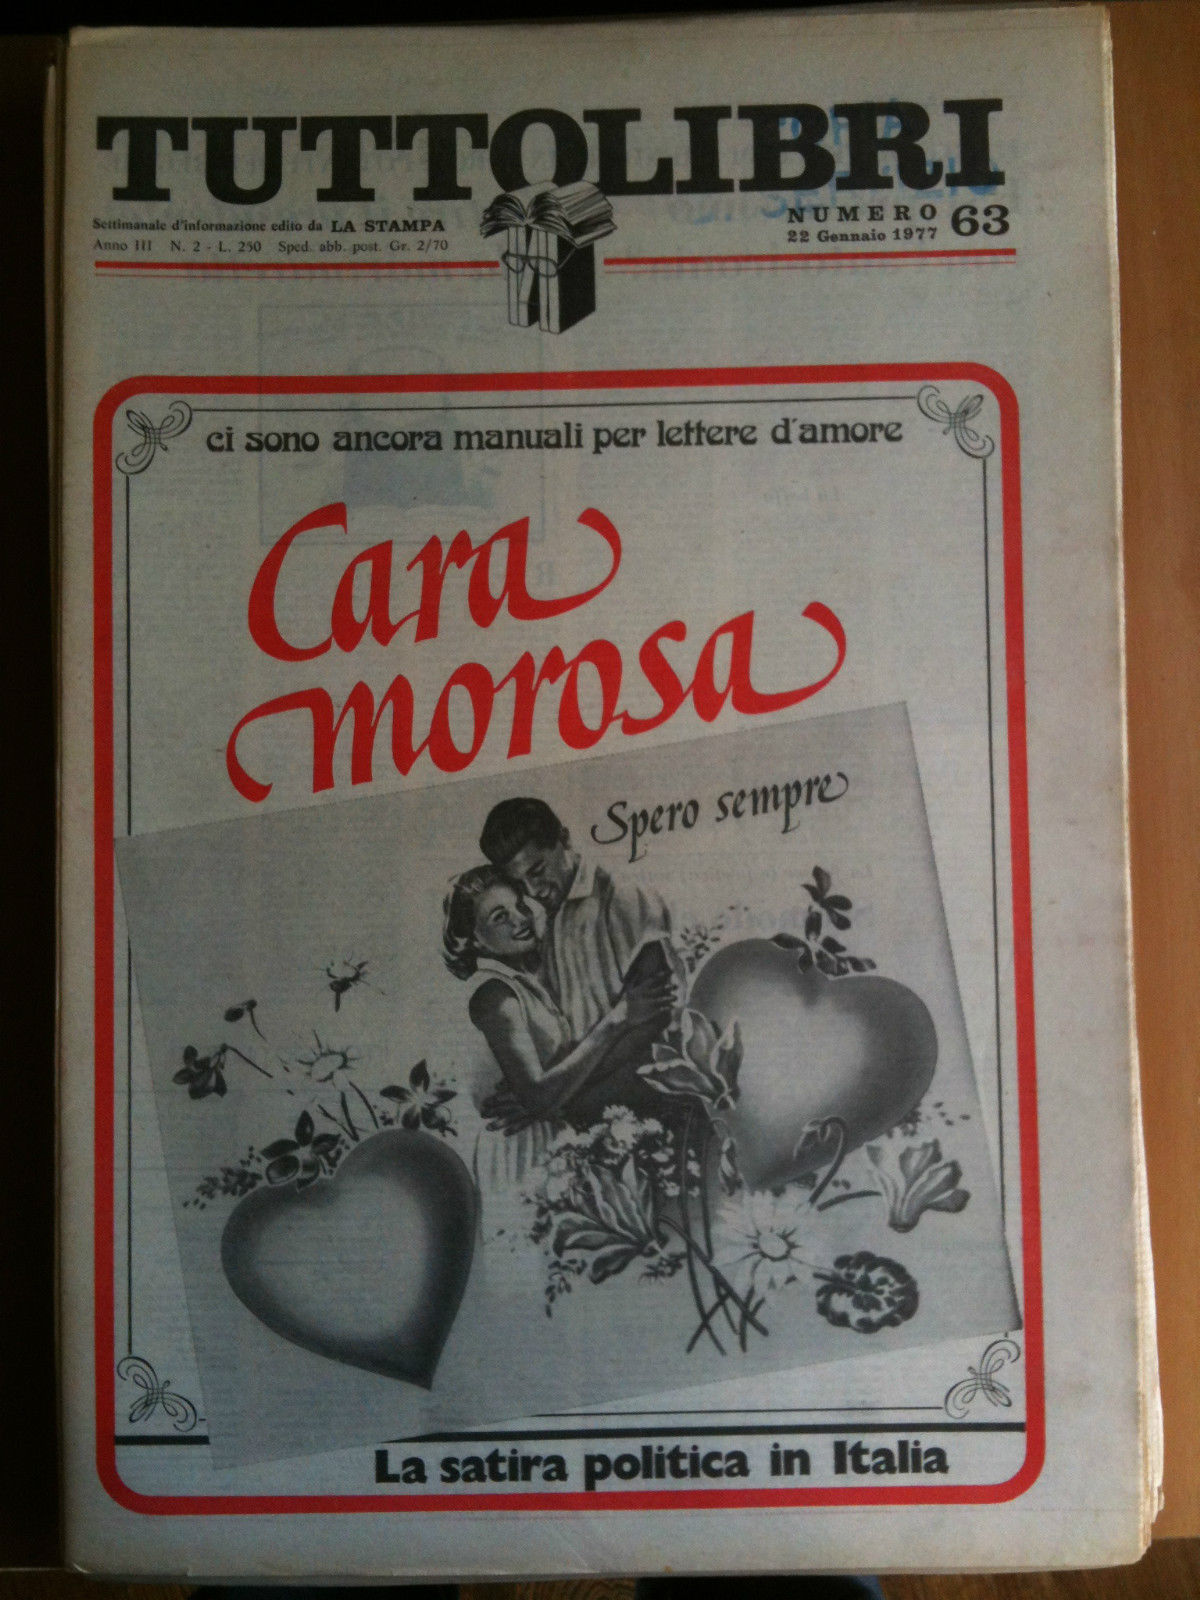 TUTTOLIBRI
Settimanale d'informazione edito da LA STAMPA
Anno III N. 2 - L. 250 Sped. abb. post. Gr. 2/70
NUMERO 63
22 Gennaio 1977
ci sono ancora manuali per lettere d'amore
Cara
morosa
Spero sempre
La satira politica in Italia